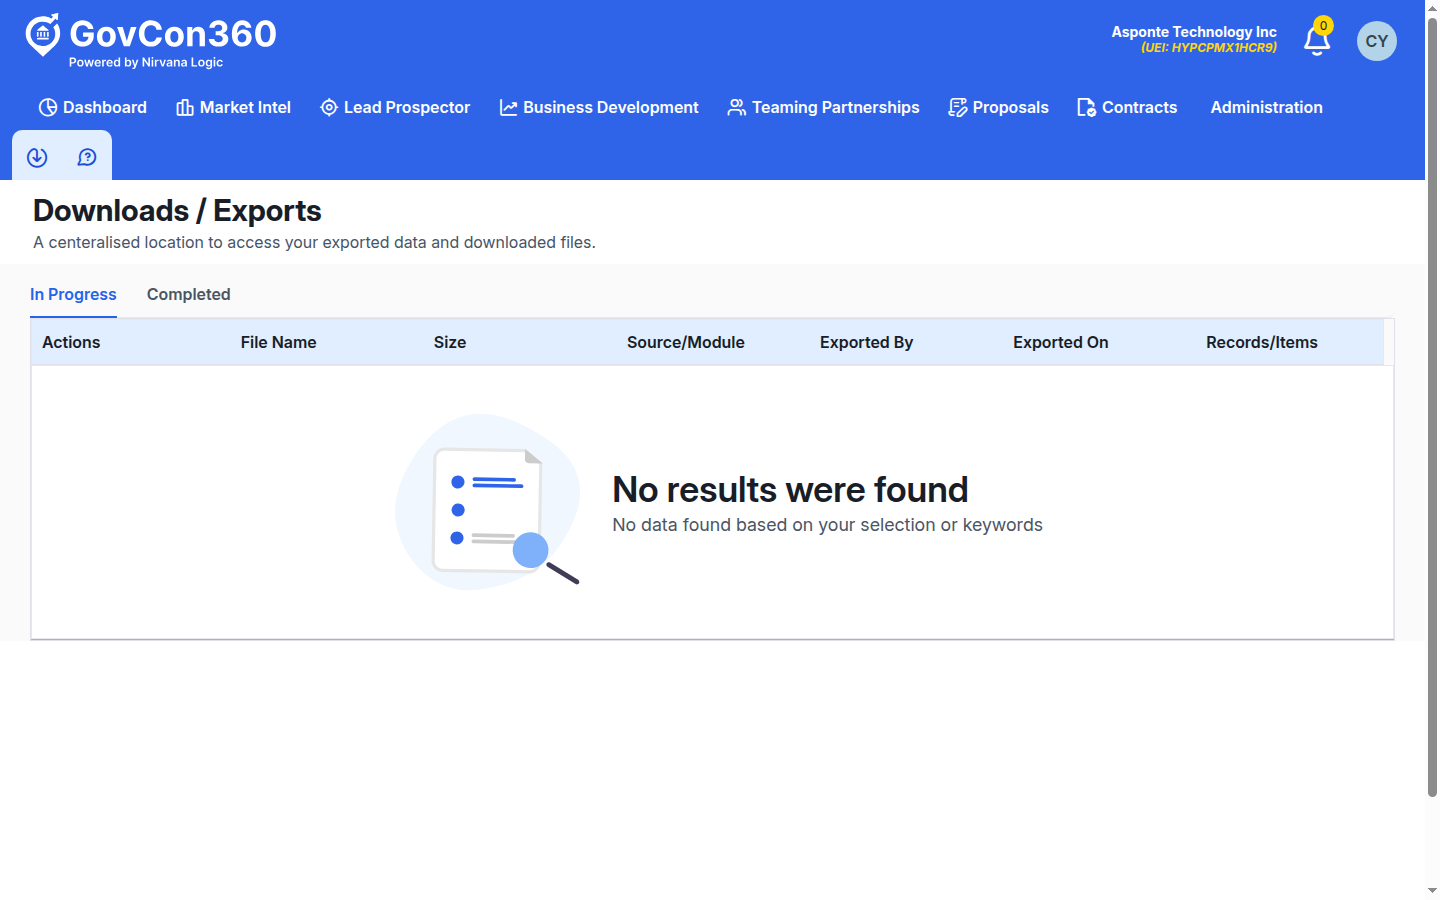 GovCon360
Powered by Nirvana Logic
Asponte Technology Inc
(UEI: HYPCPMX1HCR9)
0
CY
Dashboard
Market Intel
Lead Prospector
Business Development
Teaming Partnerships
Proposals
Contracts
Administration
Downloads / Exports
A centeralised location to access your exported data and downloaded files.
In Progress
Completed
Actions
File Name
Size
Source/Module
Exported By
Exported On
Records/Items
No results were found
No data found based on your selection or keywords